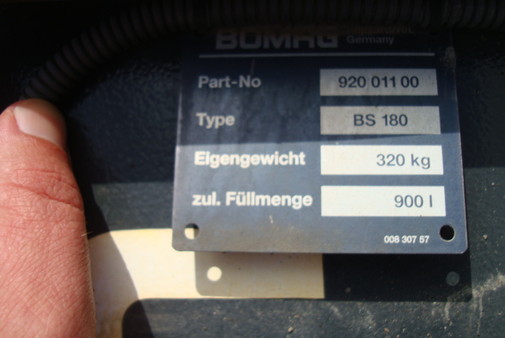 BOMAG
Germany
Part-No 920 011 00
Type BS 180
Eigengewicht 320 kg
zul. Füllmenge 900 l
008 307 57